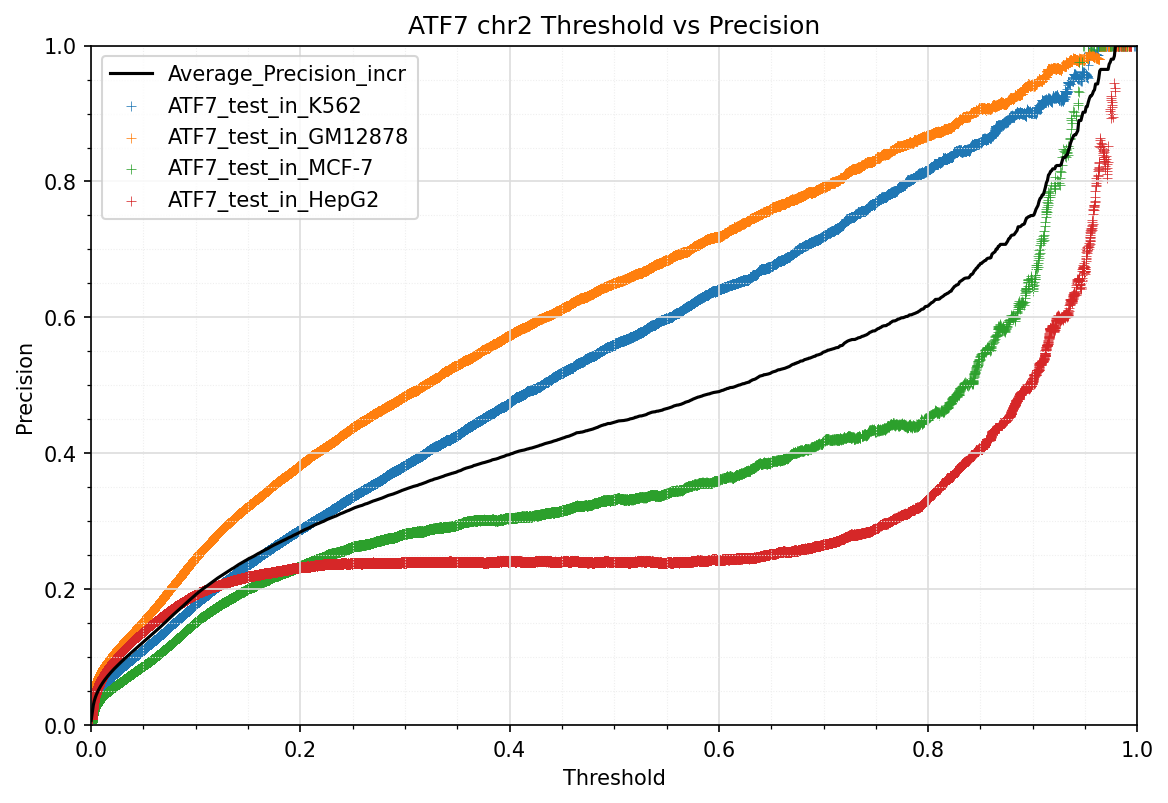 ATF7 chr2 Threshold vs Precision
1.0
0.8
0.6
0.4
0.2
0.0
Precision
Average_Precision_incr
ATF7_test_in_K562
ATF7_test_in_GM12878
ATF7_test_in_MCF-7
ATF7_test_in_HepG2
0.0 0.2 0.4 0.6 0.8 1.0
Threshold